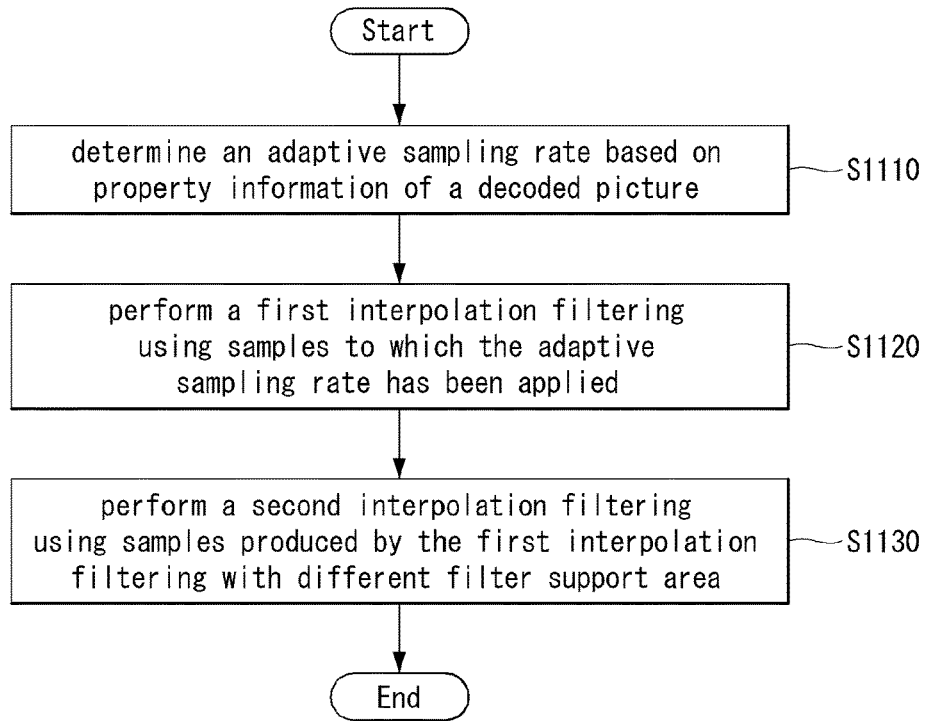 Start
determine an adaptive sampling rate based on
property information of a decoded picture
S1110
perform a first interpolation filtering
using samples to which the adaptive
sampling rate has been applied
S1120
perform a second interpolation filtering
using samples produced by the first interpolation
filtering with different filter support area
S1130
End